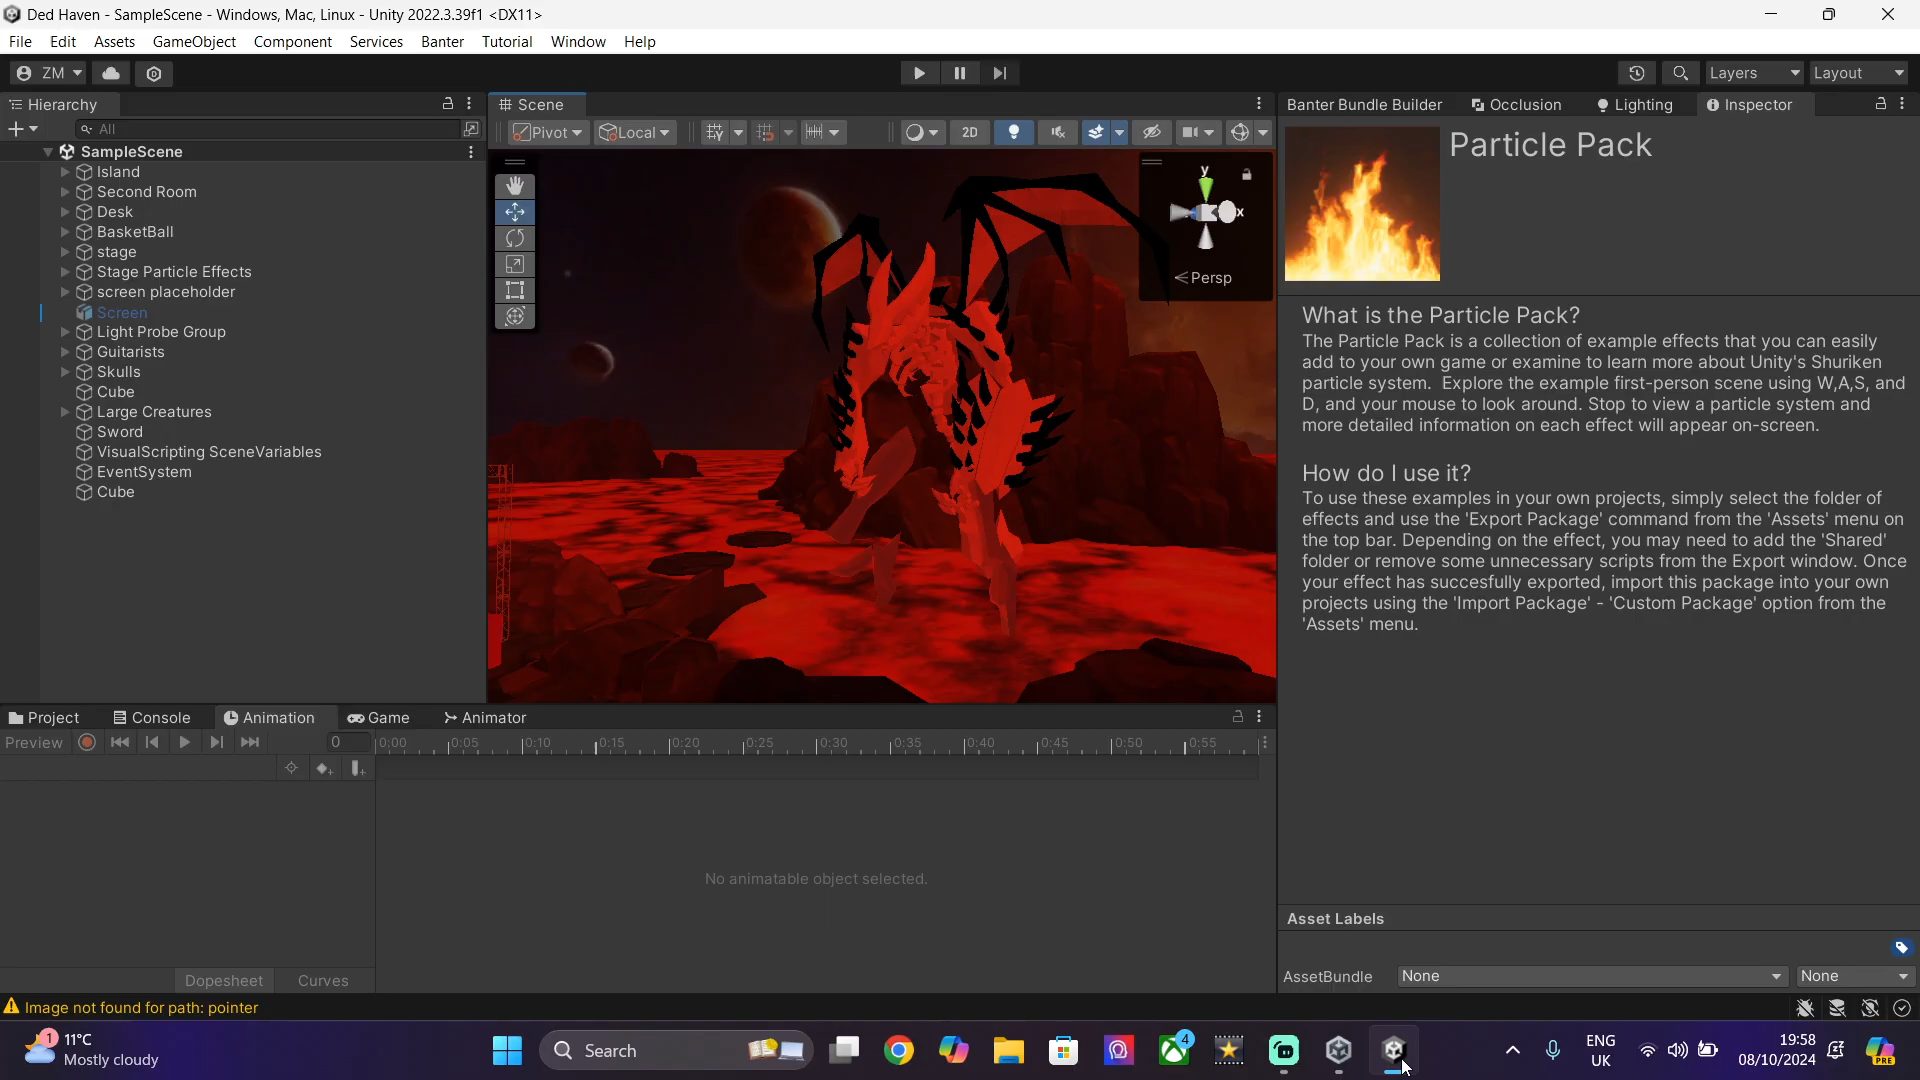 Ded Haven - SampleScene - Windows, Mac, Linux - Unity 2022.3.39f1 <DX11>
File Edit Assets GameObject Component Services Banter Tutorial Window Help
ZM Layers Layout
Hierarchy
All
SampleScene
Island
Second Room
Desk
BasketBall
stage
Stage Particle Effects
screen placeholder
Screen
Light Probe Group
Guitarists
Skulls
Cube
Large Creatures
Sword
VisualScripting SceneVariables
EventSystem
Cube
Scene
Pivot Local 2D
y
x
Persp
Banter Bundle Builder Occlusion Lighting Inspector
Particle Pack
What is the Particle Pack?
The Particle Pack is a collection of example effects that you can easily
add to your own game or examine to learn more about Unity's Shuriken
particle system. Explore the example first-person scene using W,A,S, and
D, and your mouse to look around. Stop to view a particle system and
more detailed information on each effect will appear on-screen.
How do I use it?
To use these examples in your own projects, simply select the folder of
effects and use the 'Export Package' command from the 'Assets' menu on
the top bar. Depending on the effect, you may need to add the 'Shared'
folder or remove some unnecessary scripts from the Export window. Once
your effect has succesfully exported, import this package into your own
projects using the 'Import Package' - 'Custom Package' option from the
'Assets' menu.
Project Console Animation Game Animator
Preview 0 0:00 0:05 0:10 0:15 0:20 0:25 0:30 0:35 0:40 0:45 0:50 0:55
No animatable object selected.
Dopesheet Curves
Asset Labels
AssetBundle None None
Image not found for path: pointer
1
11°C
Mostly cloudy
Search
4
ENG
UK
19:58
08/10/2024
PRE